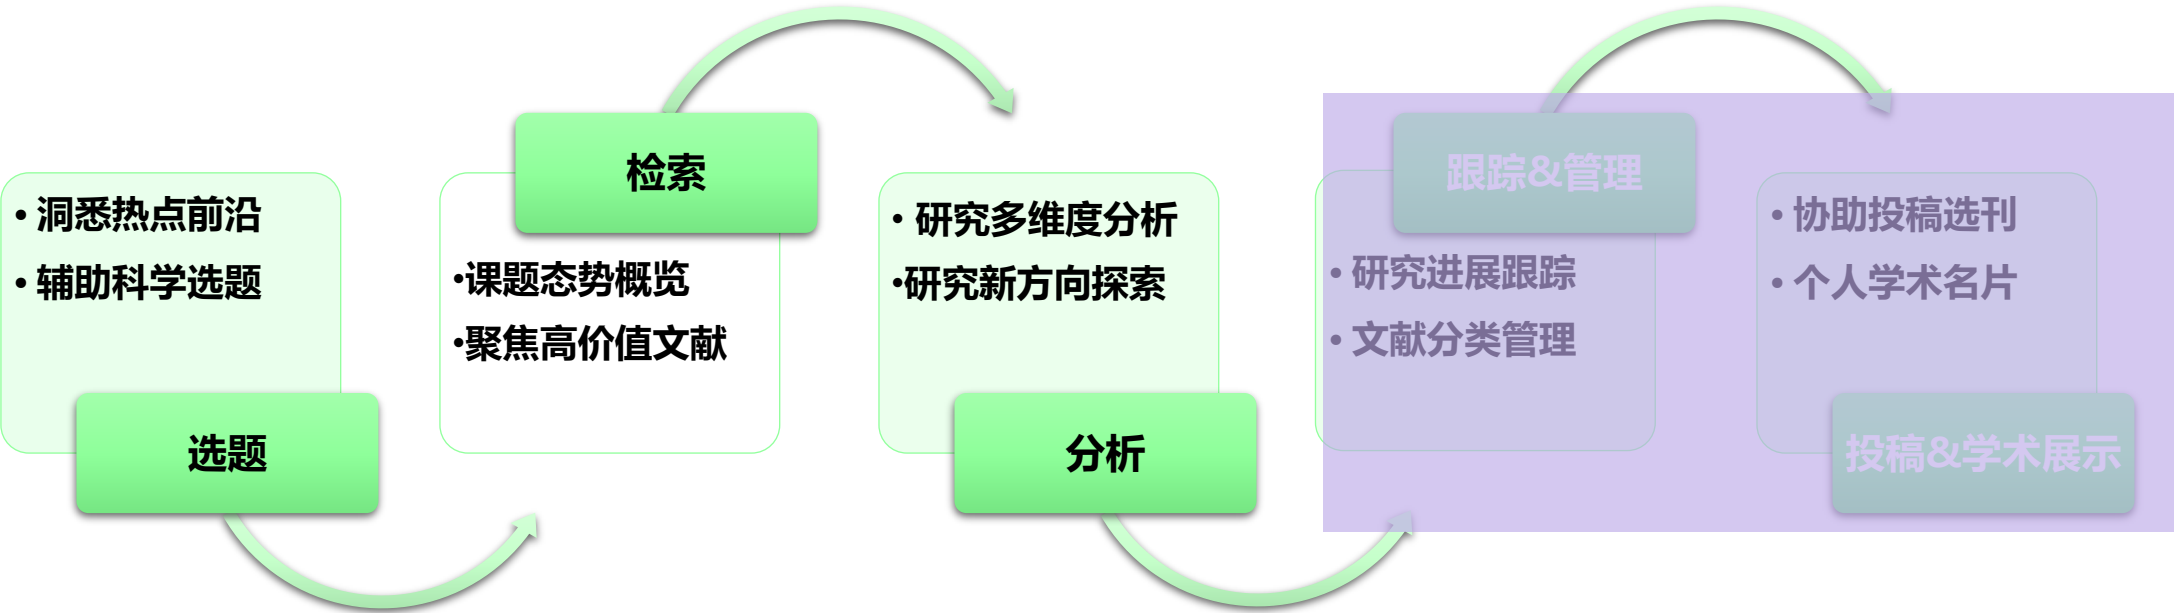 • 洞悉热点前沿
• 辅助科学选题
选题
检索
•课题态势概览
•聚焦高价值文献
• 研究多维度分析
•研究新方向探索
分析
跟踪&管理
• 研究进展跟踪
• 文献分类管理
• 协助投稿选刊
• 个人学术名片
投稿&学术展示